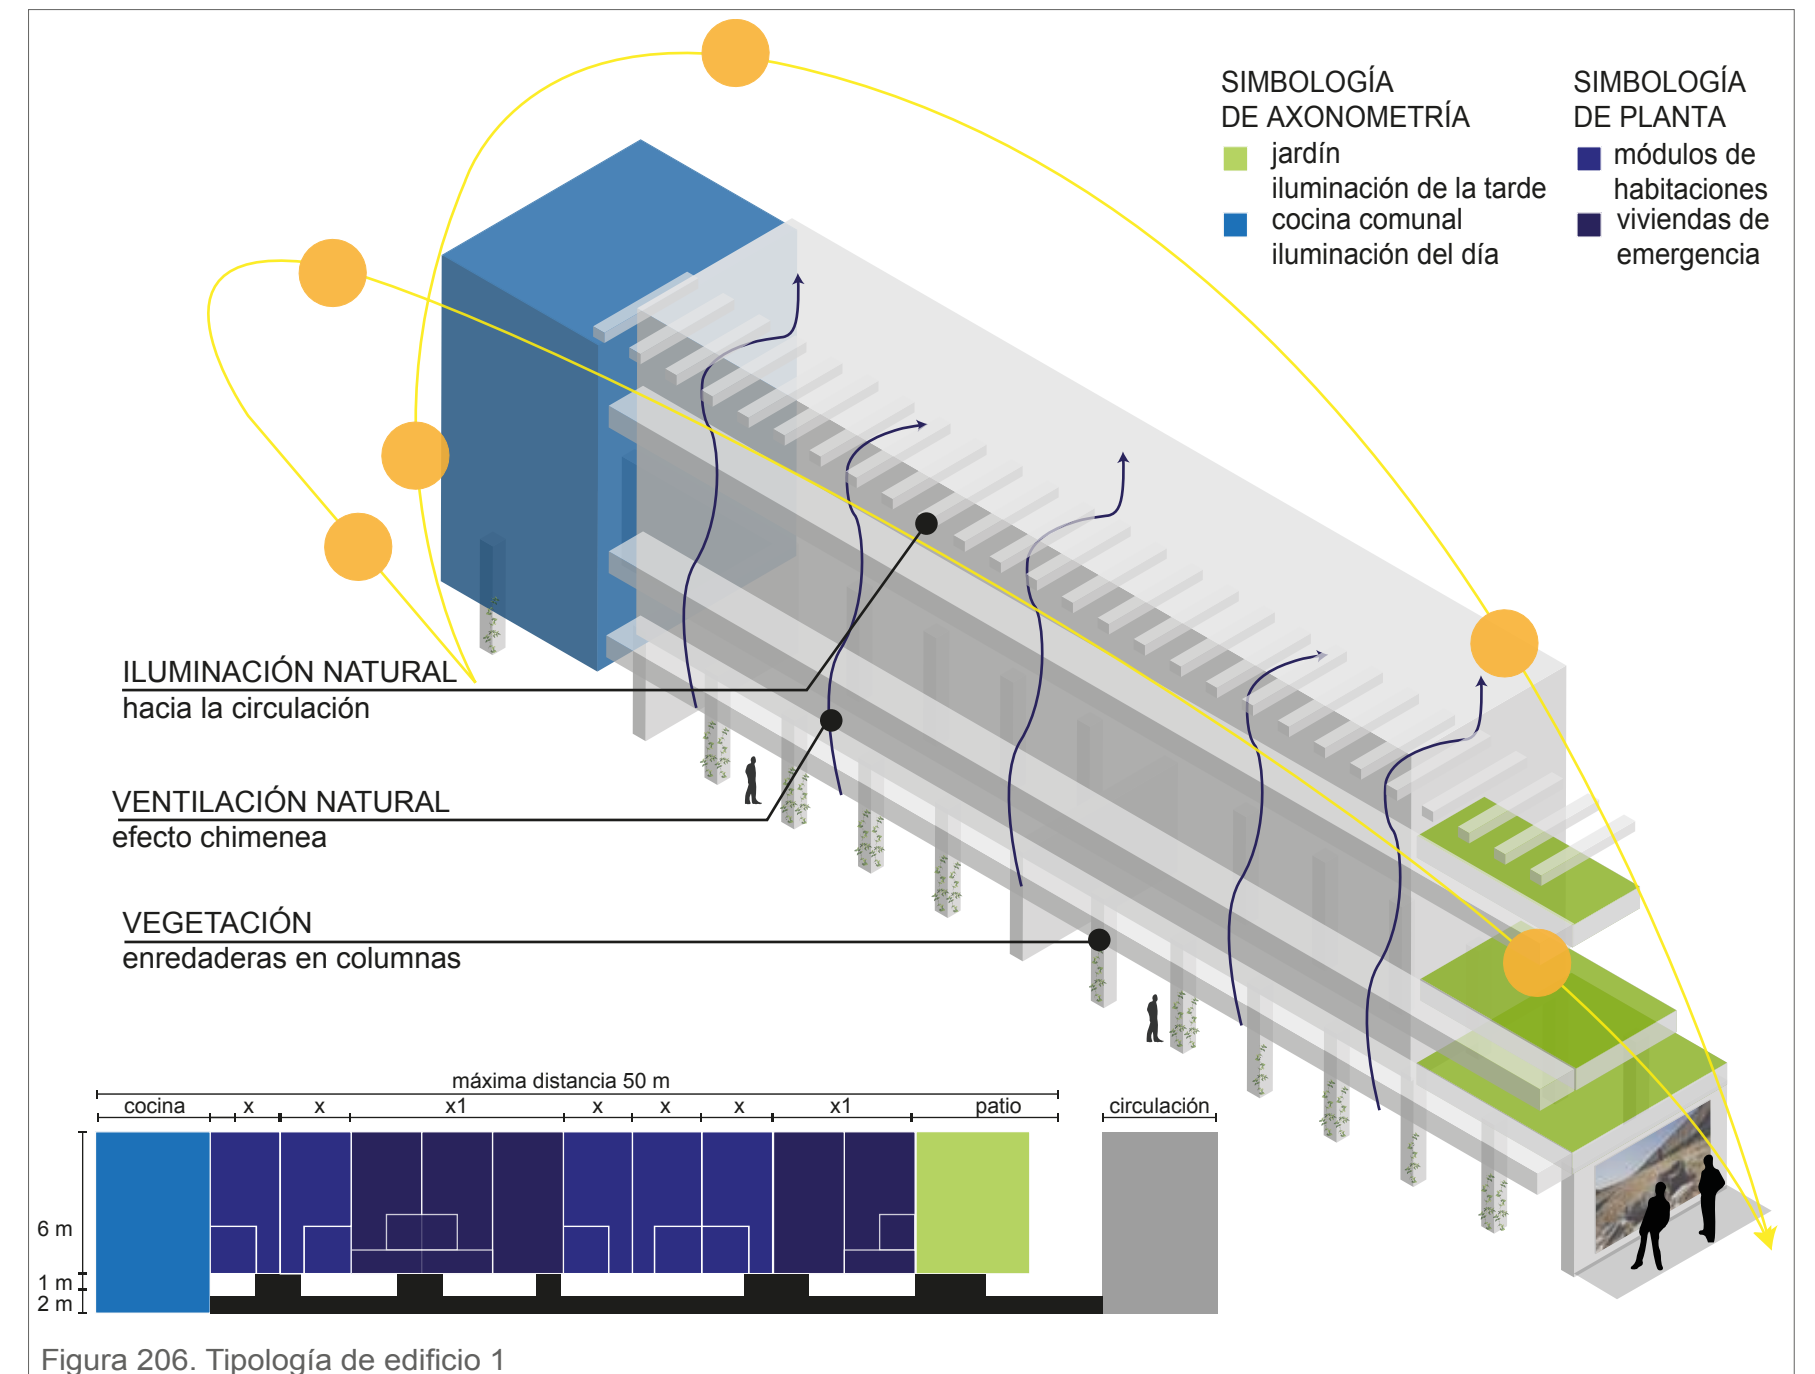 SIMBOLOGÍA
DE AXONOMETRÍA
jardín
iluminación de la tarde
cocina comunal
iluminación del día
SIMBOLOGÍA
DE PLANTA
módulos de
habitaciones
viviendas de
emergencia
ILUMINACIÓN NATURAL
hacia la circulación
VENTILACIÓN NATURAL
efecto chimenea
VEGETACIÓN
enredaderas en columnas
máxima distancia 50 m
cocina x x x1 x x x x1 patio circulación
6 m
1 m
2 m
Figura 206. Tipología de edificio 1